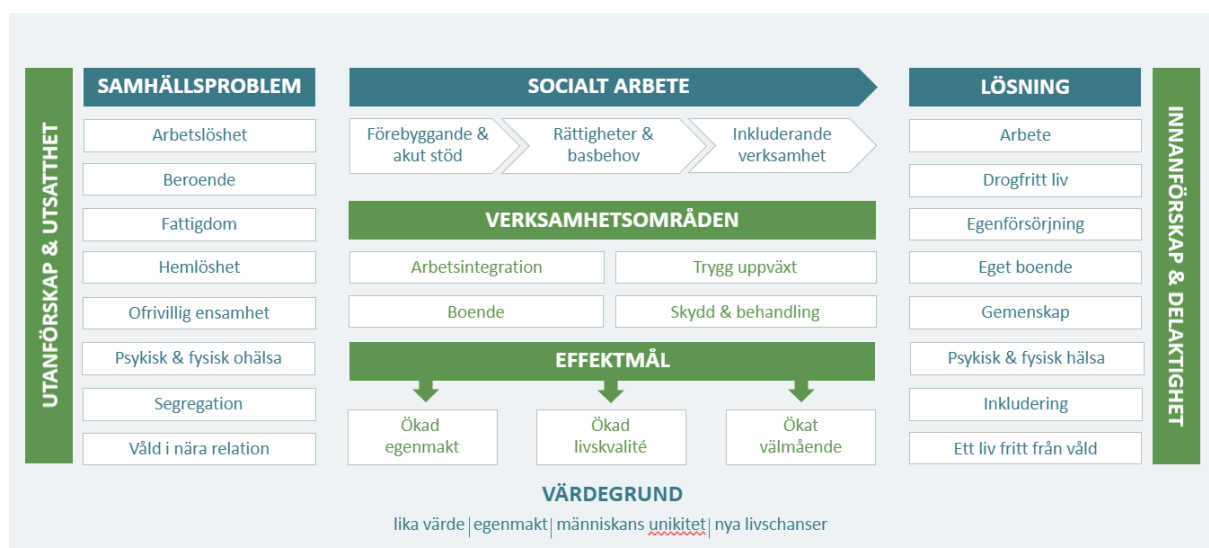 UTANFÖRSKAP & UTSATTHET
SAMHÄLLSPROBLEM
Arbetslöshet
Beroende
Fattigdom
Hemlöshet
Ofrivillig ensamhet
Psykisk & fysisk ohälsa
Segregation
Våld i nära relation
SOCIALT ARBETE
Förebyggande &
akut stöd
Rättigheter &
basbehov
Inkluderande
verksamhet
VERKSAMHETSOMRÅDEN
Arbetsintegration
Trygg uppväxt
Boende
Skydd & behandling
EFFEKTMÅL
Ökad
egenmakt
Ökad
livskvalité
Ökat
välmående
LÖSNING
Arbete
Drogfritt liv
Egenförsörjning
Eget boende
Gemenskap
Psykisk & fysisk hälsa
Inkludering
Ett liv fritt från våld
INNANFÖRSKAP & DELAKTIGHET
VÄRDEGRUND
lika värde|egenmakt|människans unikitet|nya livschanser